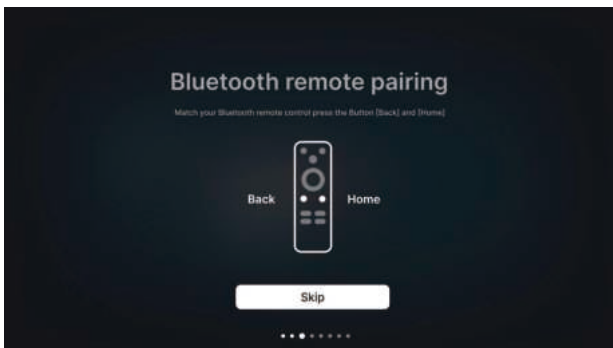 Bluetooth remote pairing
Match your Bluetooth remote control press the Button [Back] and [Home]
Back
Home
Skip